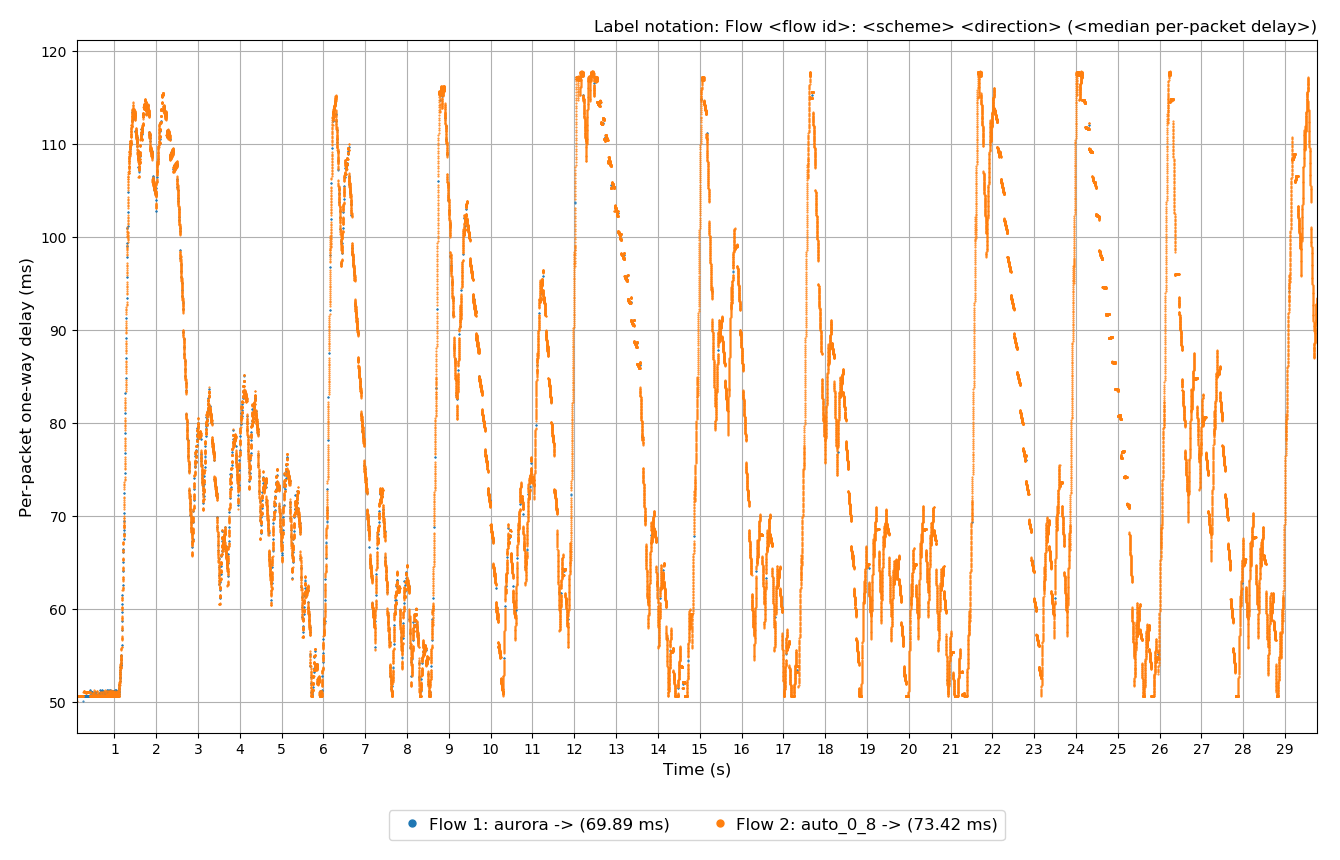 Label notation: Flow <flow id>: <scheme> <direction> (<median per-packet delay>)
120
110
100
90
80
70
60
50
Per-packet one-way delay (ms)
1 2 3 4 5 6 7 8 9 10 11 12 13 14 15 16 17 18 19 20 21 22 23 24 25 26 27 28 29
Time (s)
Flow 1: aurora -> (69.89 ms) Flow 2: auto_0_8 -> (73.42 ms)